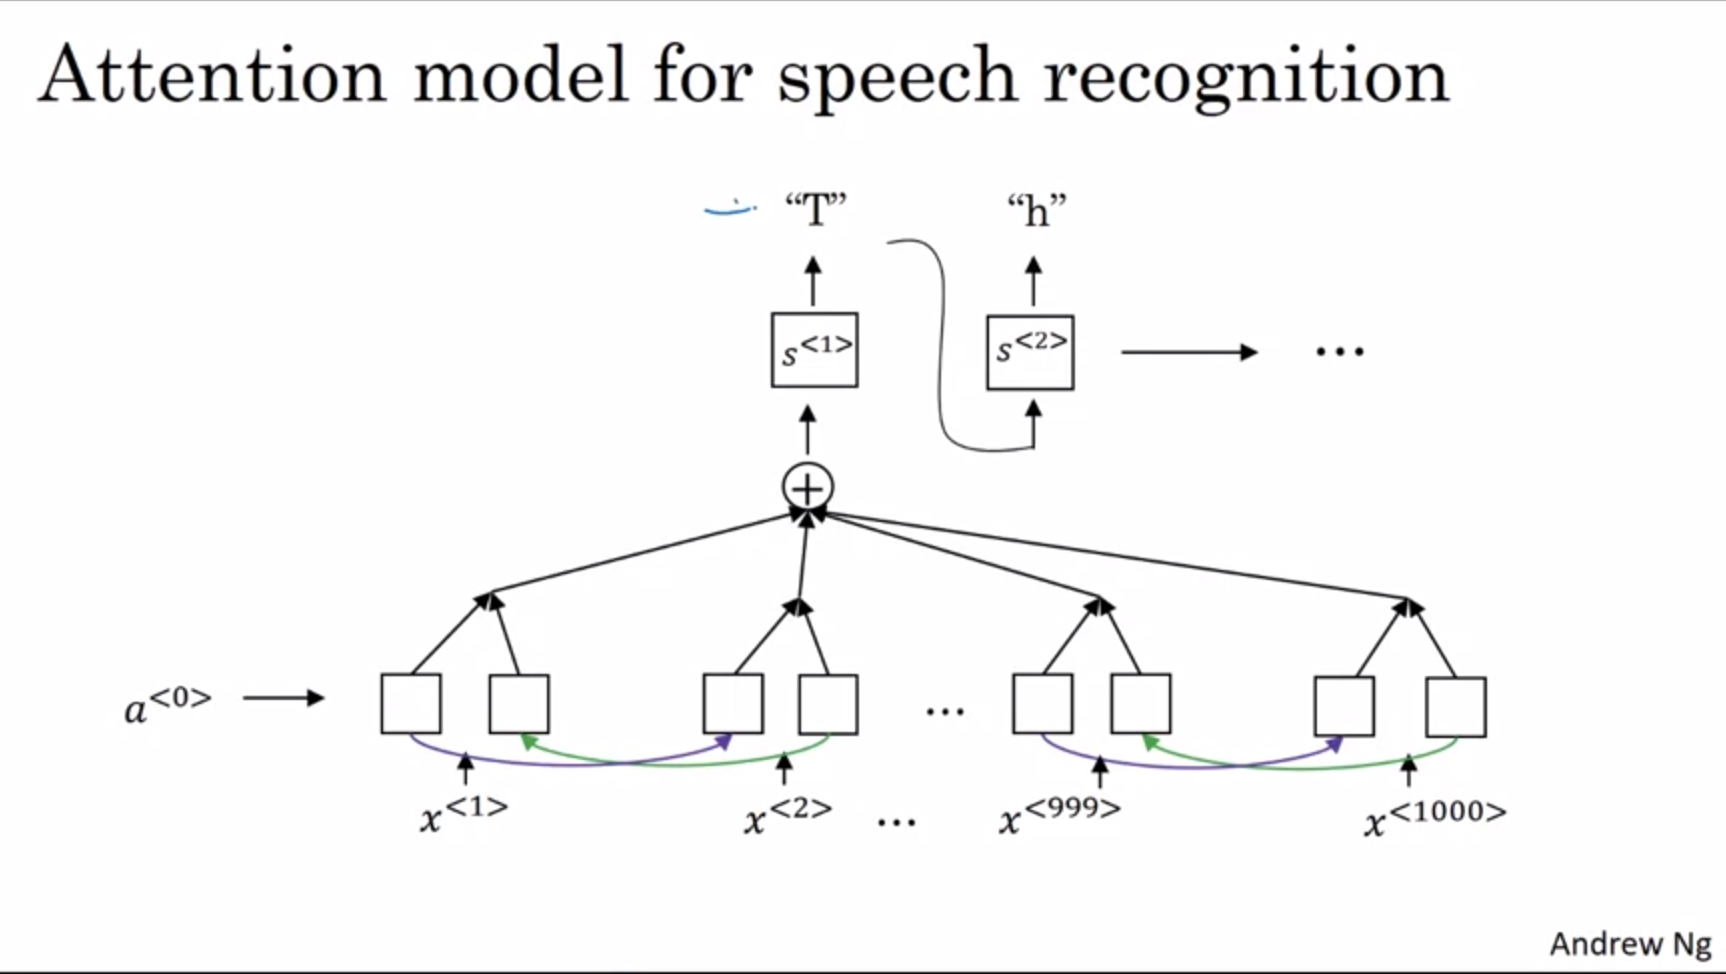 Attention model for speech recognition
“T” “h”
s<1> s<2> ...
+
a<0> ...
x<1> x<2> ... x<999> x<1000>
Andrew Ng